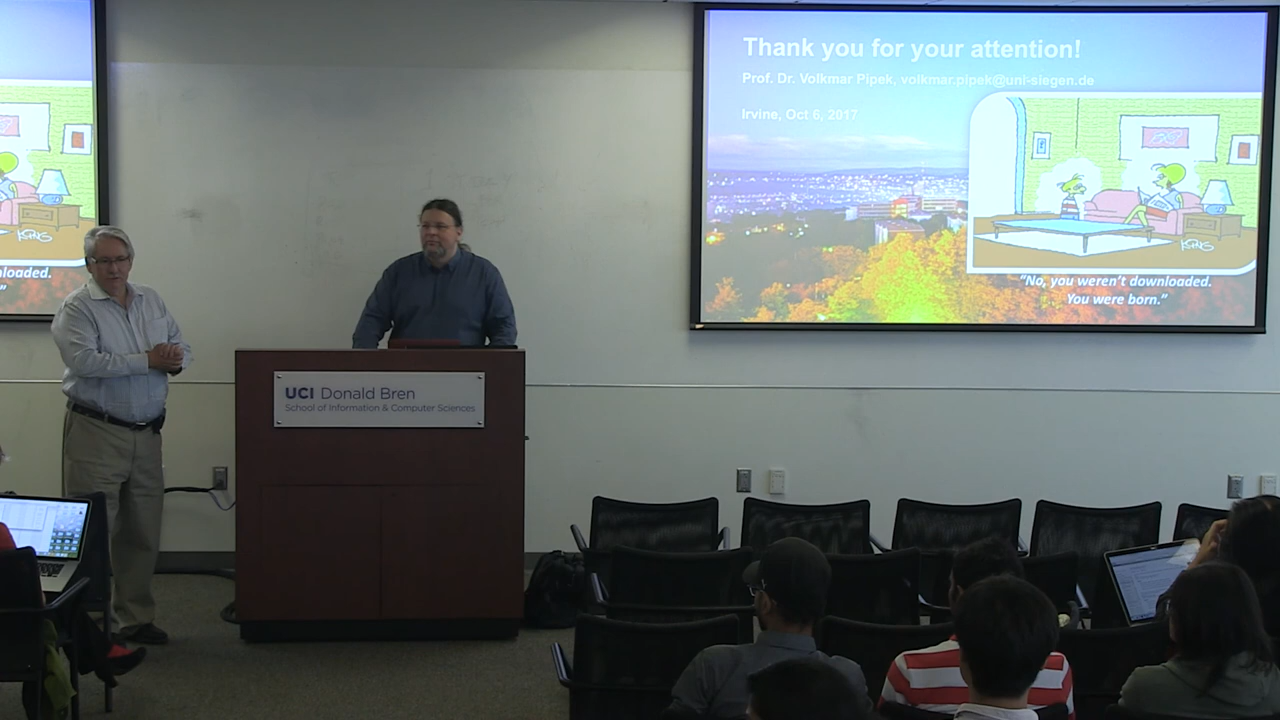 Thank you for your attention!
Prof. Dr. Volkmar Pipek, volkmar.pipek@uni-siegen.de
Irvine, Oct 6, 2017
"No, you weren't downloaded.
You were born."
nloaded.
"
UCI Donald Bren
School of Information & Computer Sciences